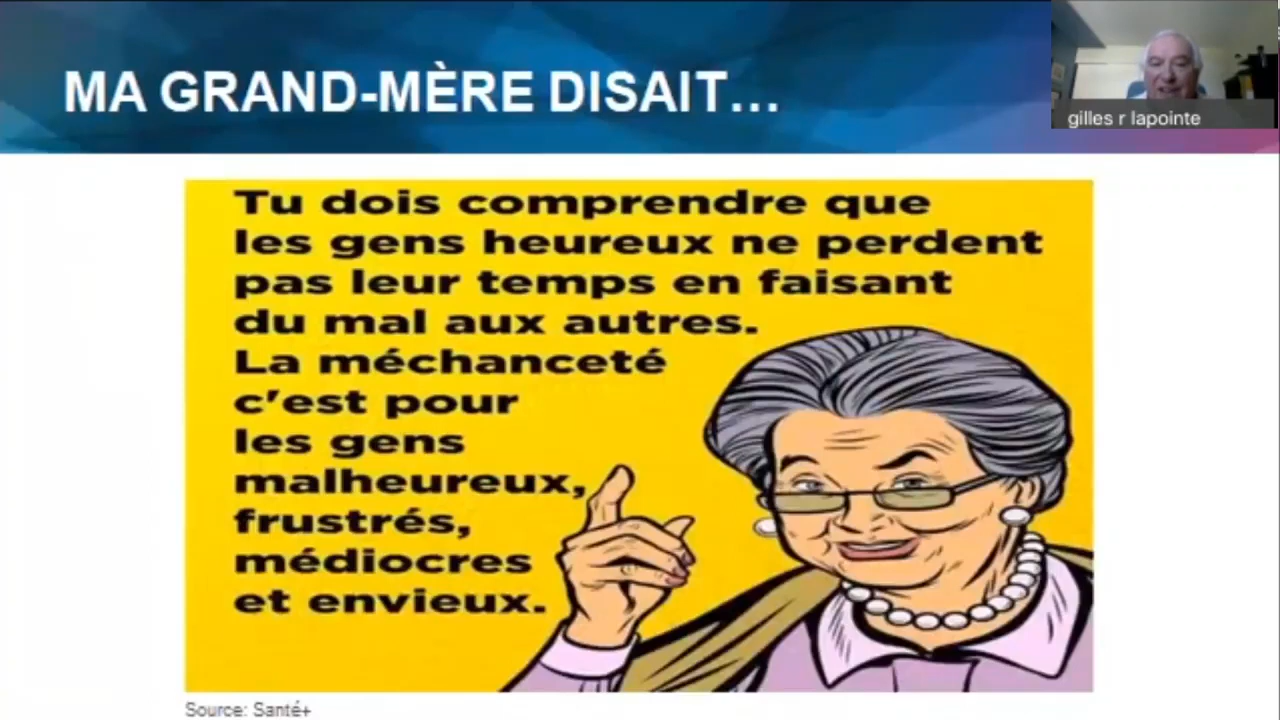 MA GRAND-MÈRE DISAIT...
gilles r lapointe
Tu dois comprendre que
les gens heureux ne perdent
pas leur temps en faisant
du mal aux autres.
La méchanceté
c'est pour
les gens
malheureux,
frustrés,
médiocres
et envieux.
Source: Santé+